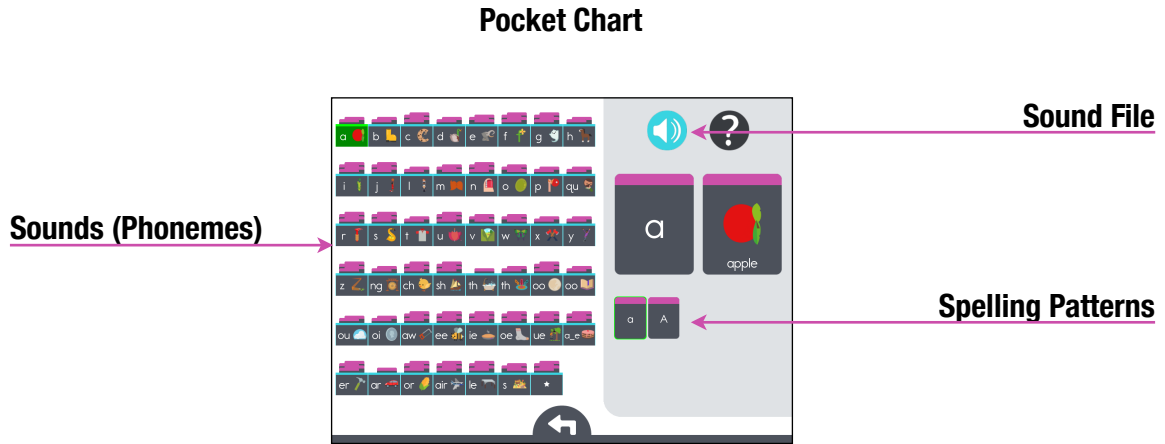 Pocket Chart
Sound File
Sounds (Phonemes)
Spelling Patterns
a b c d e f g h
i j l m n o p qu
r s t u v w x y
z ng ch sh th th oo oo
ou oi aw ee ie oe ue a_e
er ar or air le s
?
a
apple
a A